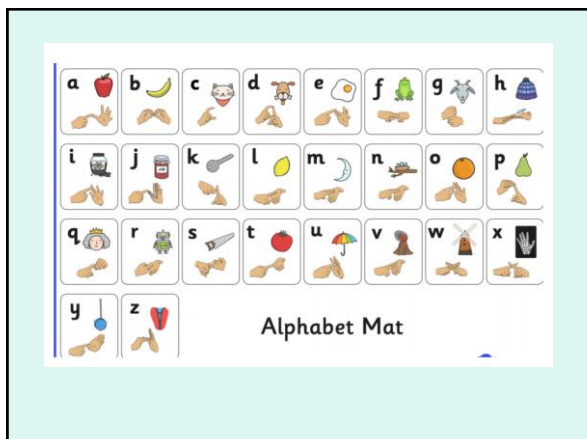 a b c d e f g h
i j k l m n o p
q r s t u v w x
y z
Alphabet Mat